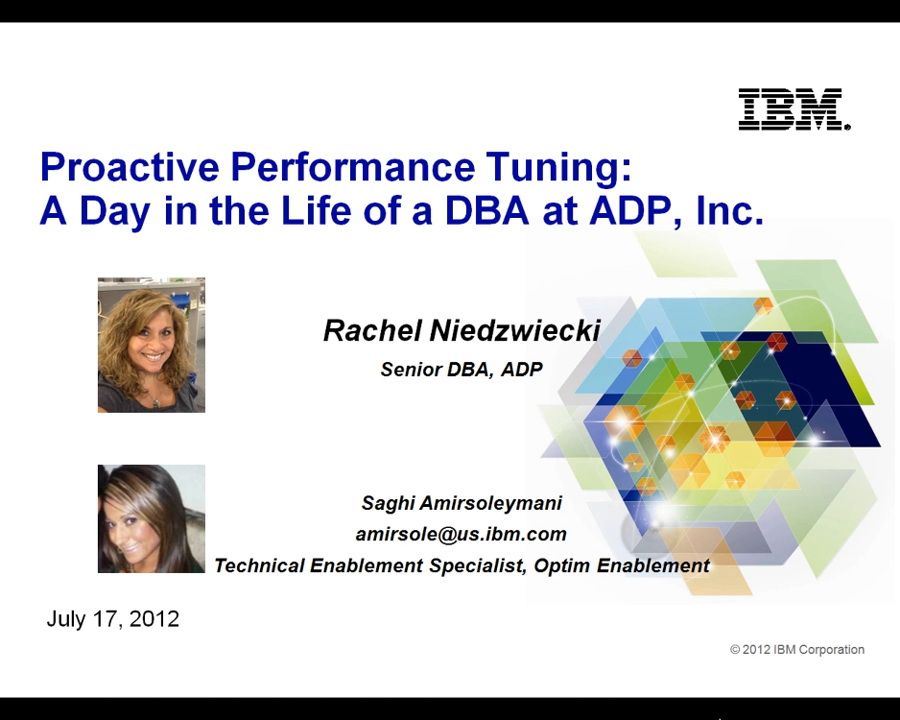 IBM.
Proactive Performance Tuning:
A Day in the Life of a DBA at ADP, Inc.
Rachel Niedzwiecki
Senior DBA, ADP
Saghi Amirsoleymani
amirsole@us.ibm.com
Technical Enablement Specialist, Optim Enablement
July 17, 2012
© 2012 IBM Corporation